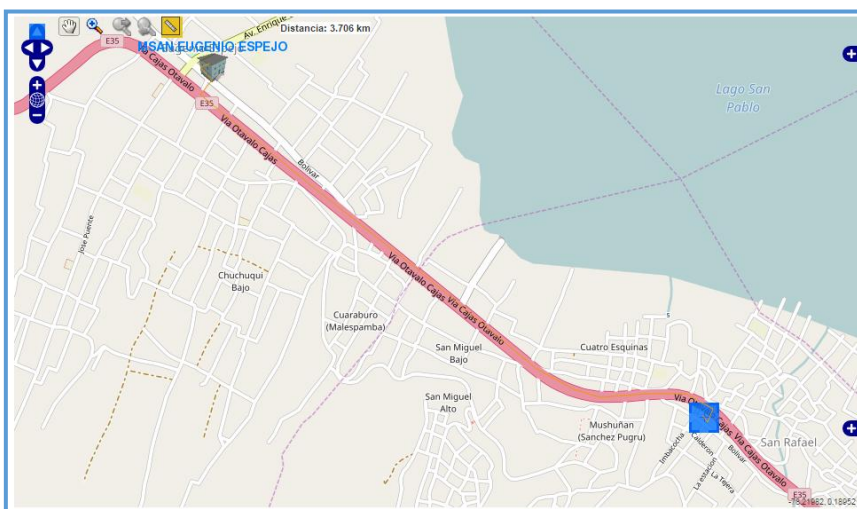 Distancia: 3.706 km
Av. Enrique
MSAN EUGENIO ESPEJO
E35
Via Cajas Otavalo
E35
Via Otavalo Cajas
Bolivar
Lago San
Pablo
Jose Puente
Chuchuqui
Bajo
Via Otavalo Cajas
Via Cajas Otavalo
Cuaraburo
(Malespamba)
San Miguel
Bajo
Cuatro Esquinas
San Miguel
Alto
Mushuñan
(Sanchez Pugru)
Via Cajas Otavalo
San Rafael
Imbacocha
Calderon
Bolivar
La estacion
La Tejera
E35